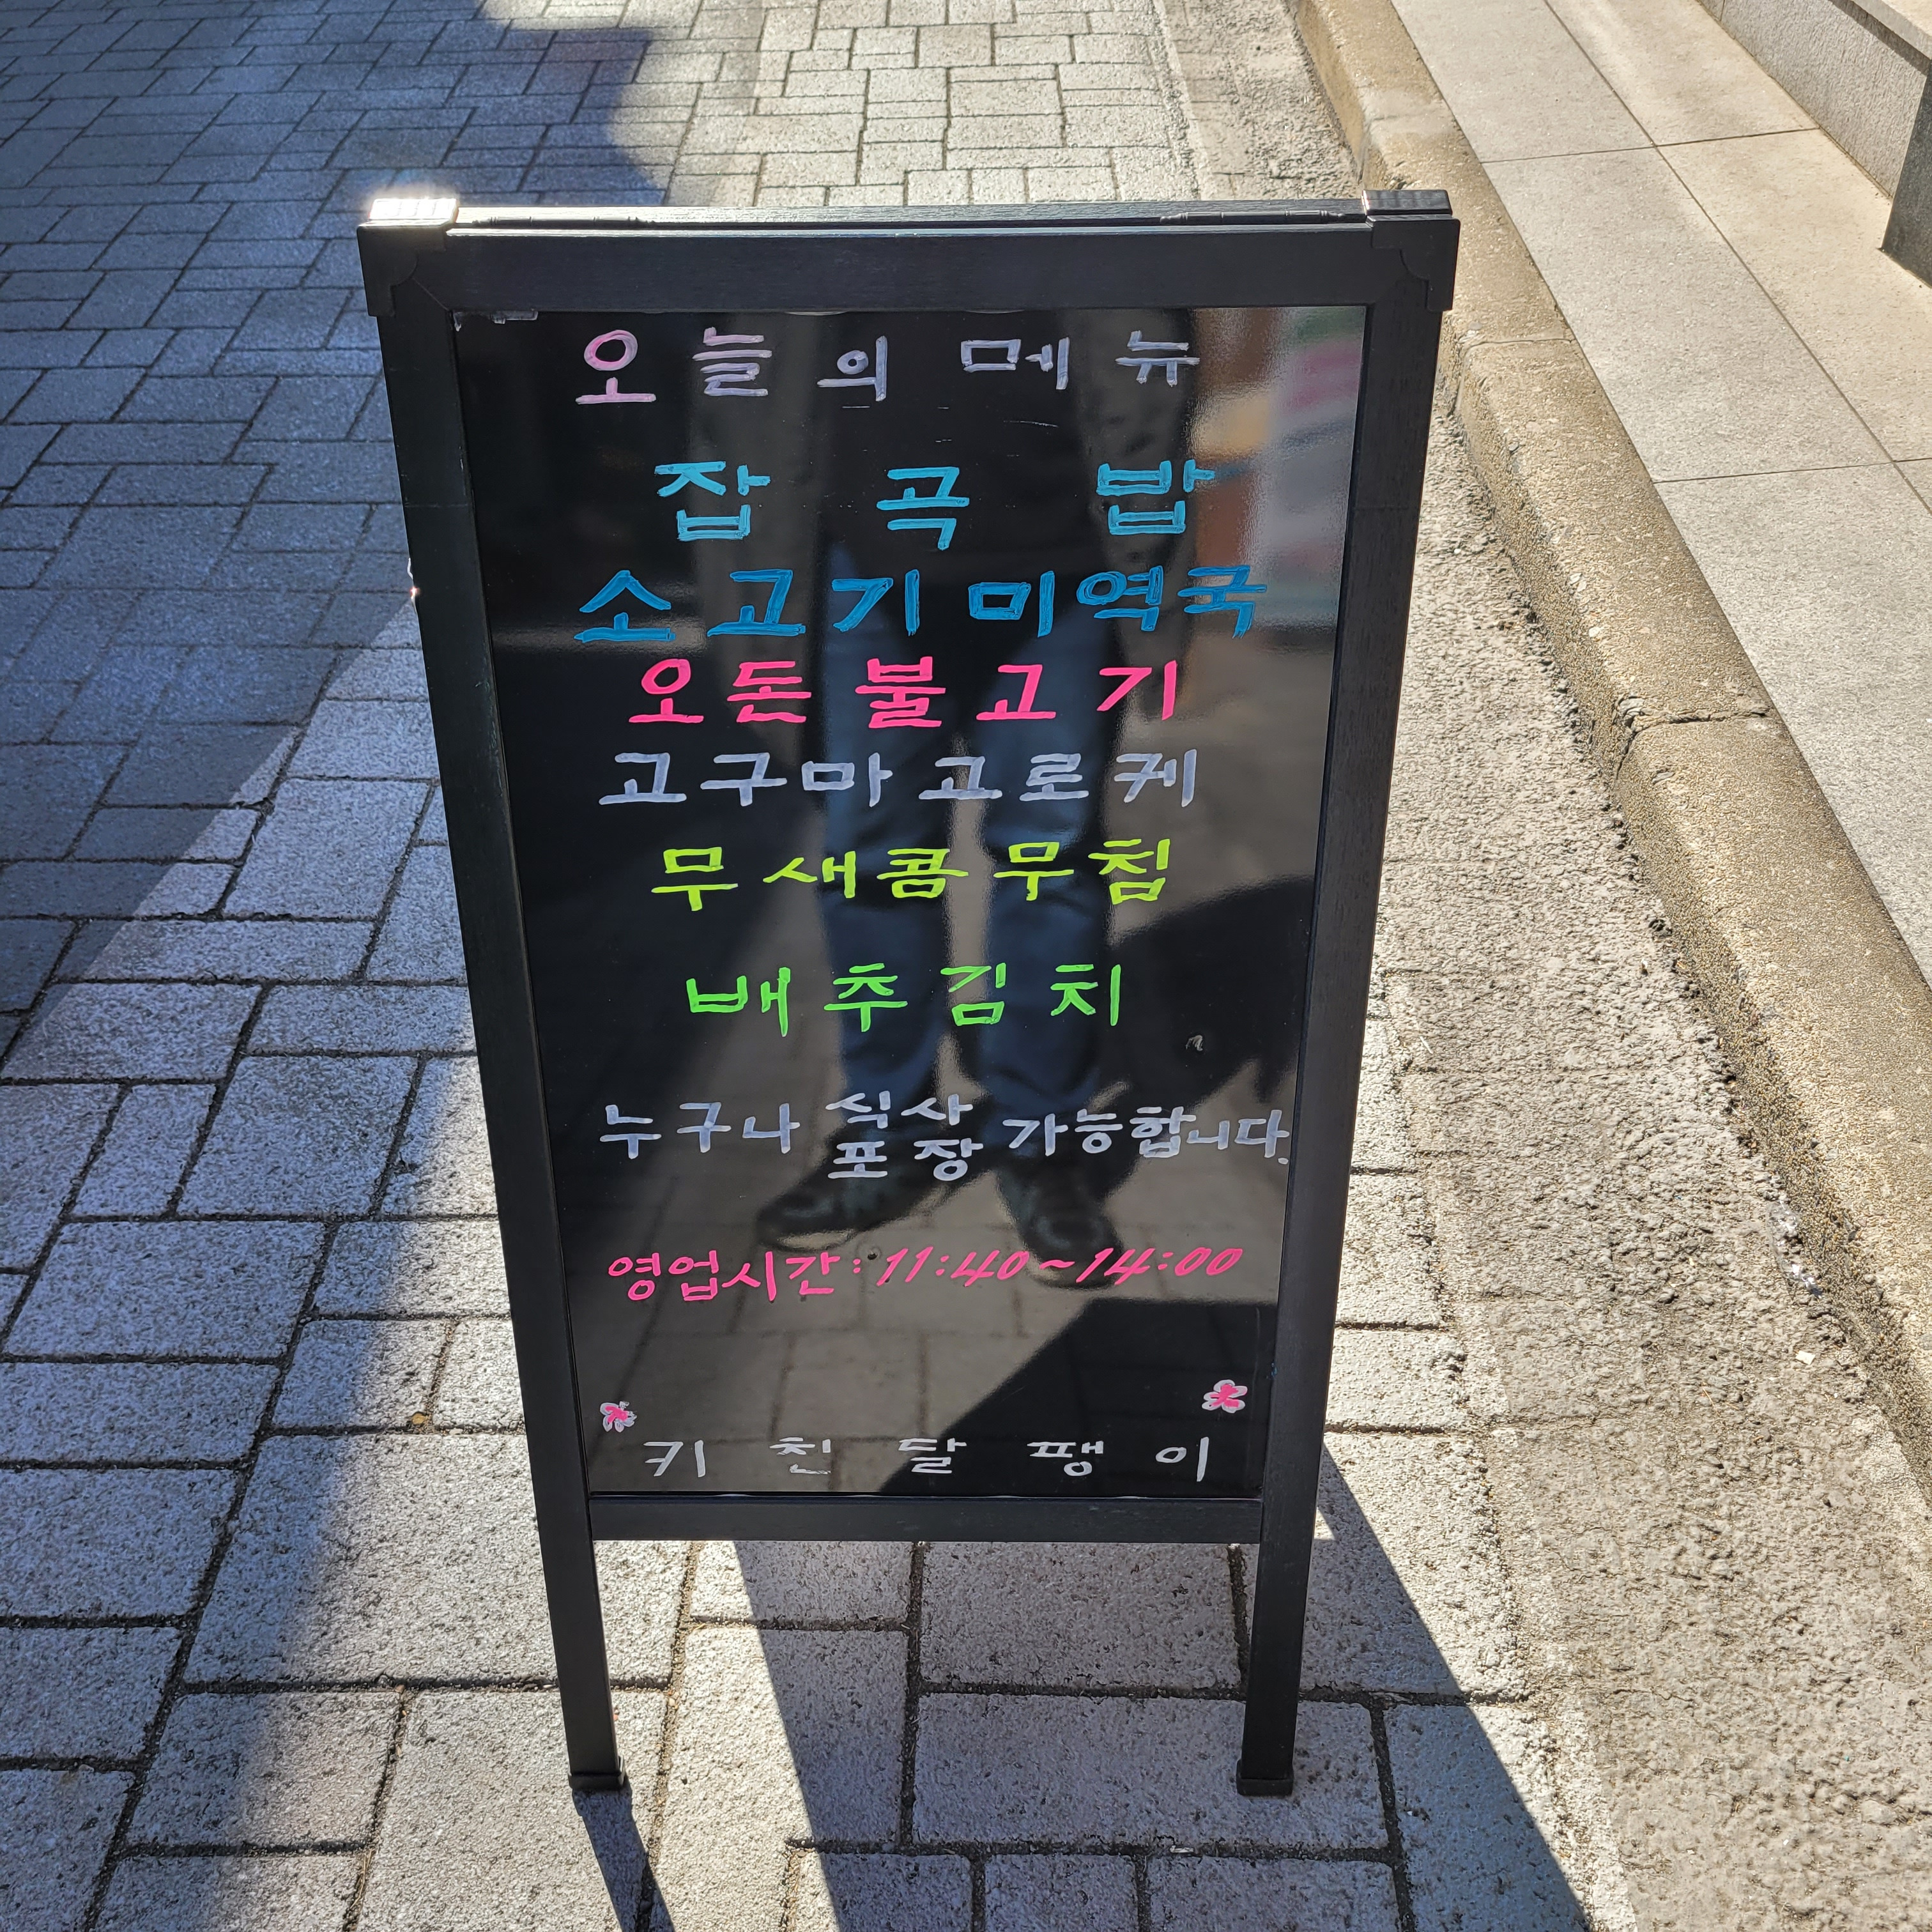 오늘의 메뉴
잡곡밥
소고기미역국
오돈불고기
고구마고로케
무새콤무침
배추김치
누구나 식사 포장 가능합니다.
영업시간: 11:40~14:00
키친달팽이